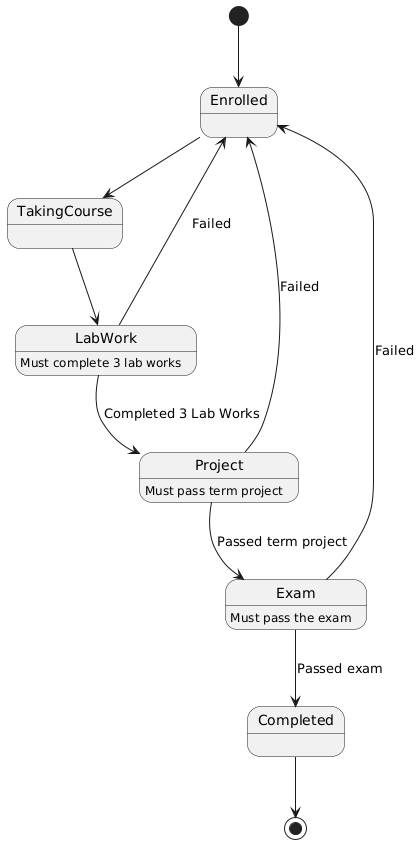 Enrolled
TakingCourse
Failed
Failed
LabWork
Must complete 3 lab works
Failed
Completed 3 Lab Works
Project
Must pass term project
Passed term project
Exam
Must pass the exam
Passed exam
Completed